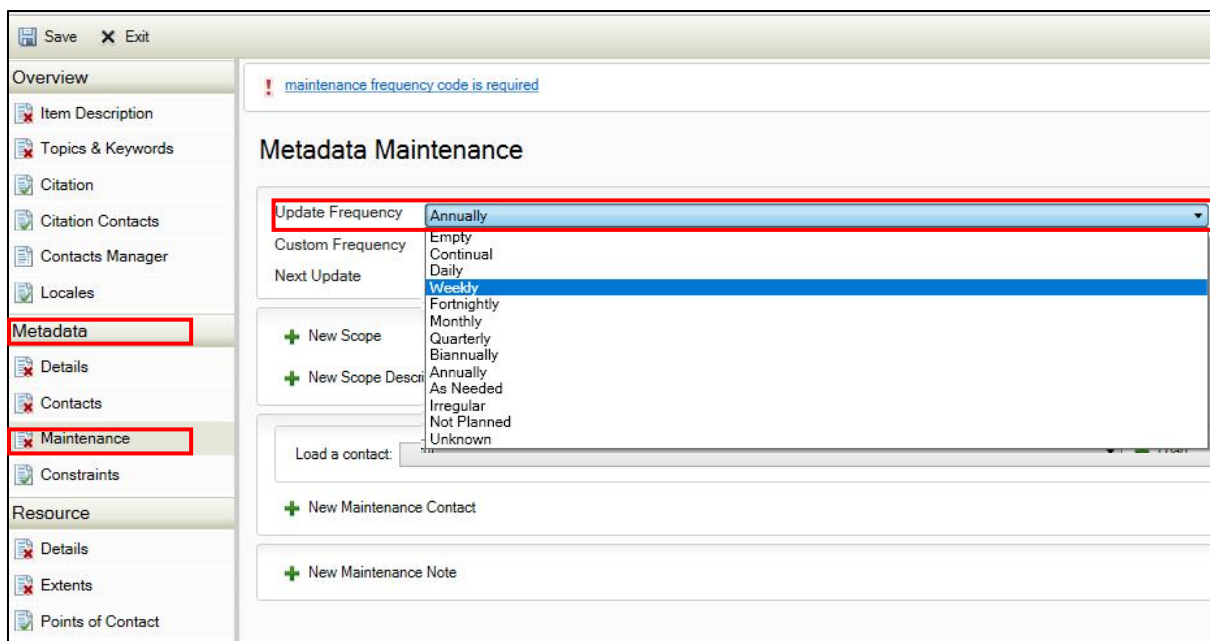 Save Exit
Overview
Item Description
Topics & Keywords
Citation
Citation Contacts
Contacts Manager
Locales
Metadata
Details
Contacts
Maintenance
Constraints
Resource
Details
Extents
Points of Contact
! maintenance frequency code is required
Metadata Maintenance
Update Frequency Annually
Custom Frequency
Next Update
Empty
Continual
Daily
Weekly
Fortnightly
Monthly
Quarterly
Biannually
Annually
As Needed
Irregular
Not Planned
Unknown
New Scope
New Scope Descri
Load a contact:
New Maintenance Contact
New Maintenance Note